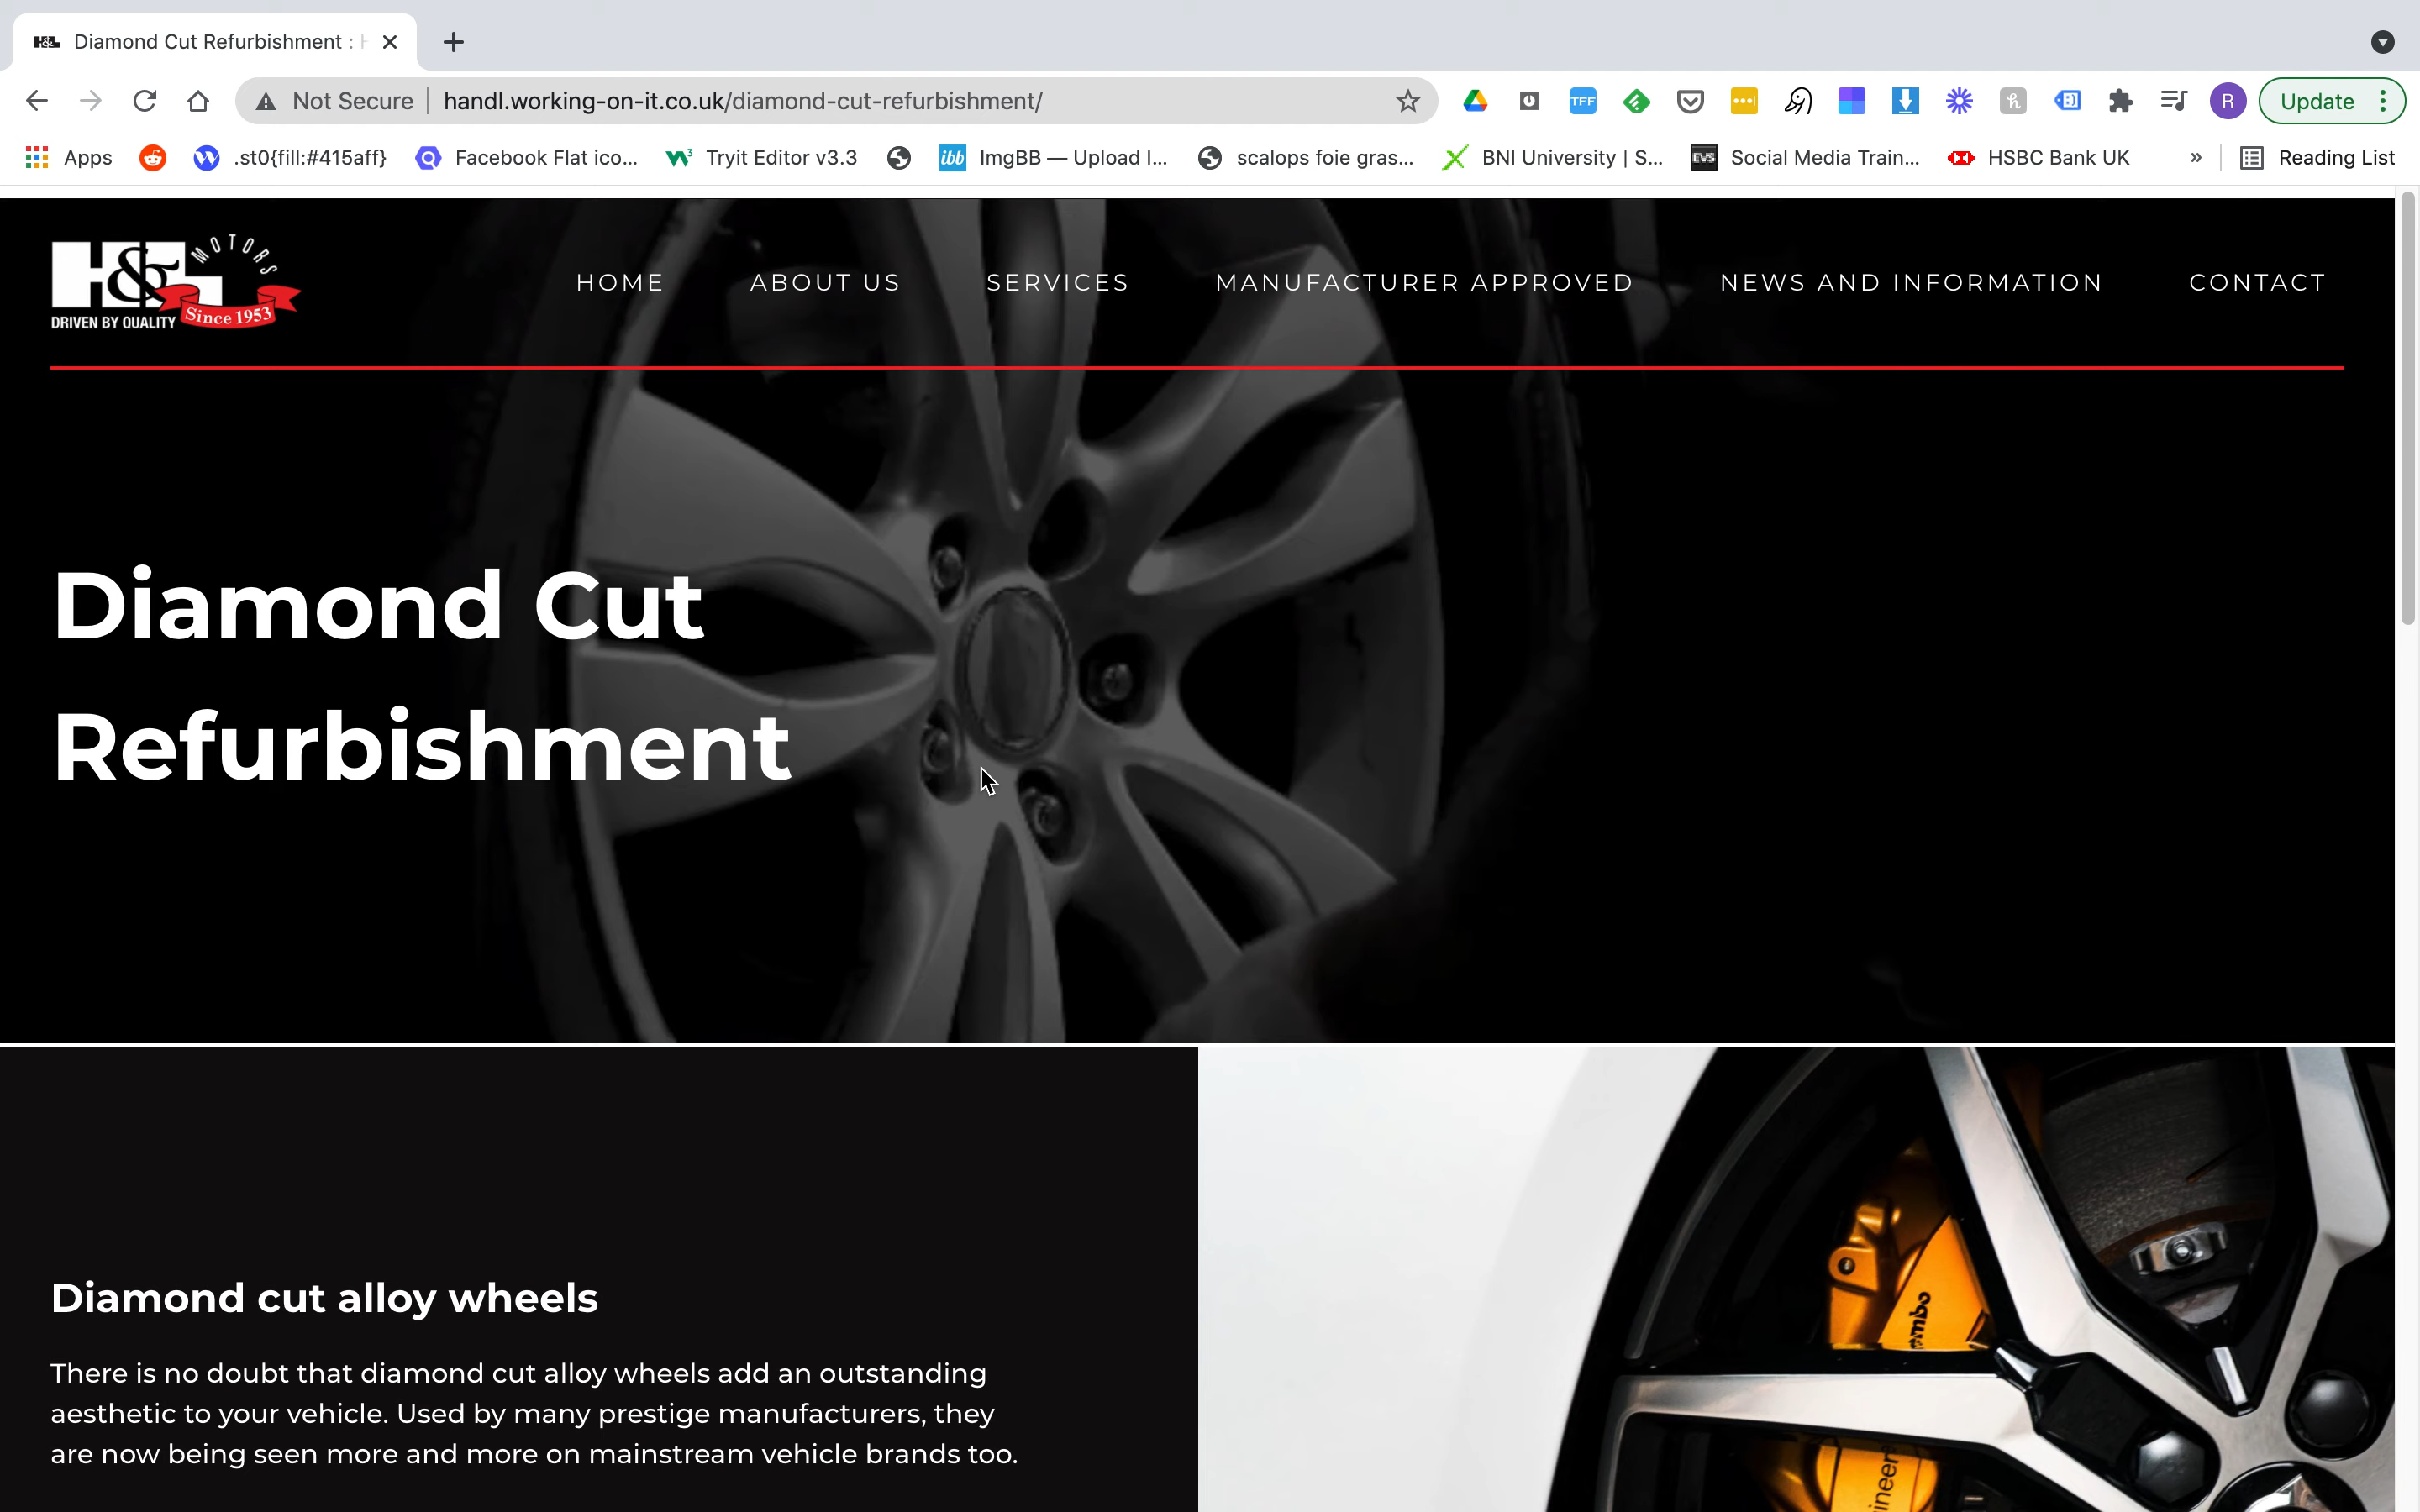 Diamond Cut Refurbishment :
Not Secure
handl.working-on-it.co.uk/diamond-cut-refurbishment/
TFF
R
Update
Apps
.st0{fill:#415aff}
Facebook Flat ico...
Tryit Editor v3.3
ibb
ImgBB — Upload I...
scalops foie gras...
BNI University | S...
EVS
Social Media Train...
HSBC Bank UK
»
Reading List
H&L MOTORS
DRIVEN BY QUALITY
Since 1953
HOME
ABOUT US
SERVICES
MANUFACTURER APPROVED
NEWS AND INFORMATION
CONTACT
Diamond Cut
Refurbishment
Diamond cut alloy wheels
There is no doubt that diamond cut alloy wheels add an outstanding
aesthetic to your vehicle. Used by many prestige manufacturers, they
are now being seen more and more on mainstream vehicle brands too.